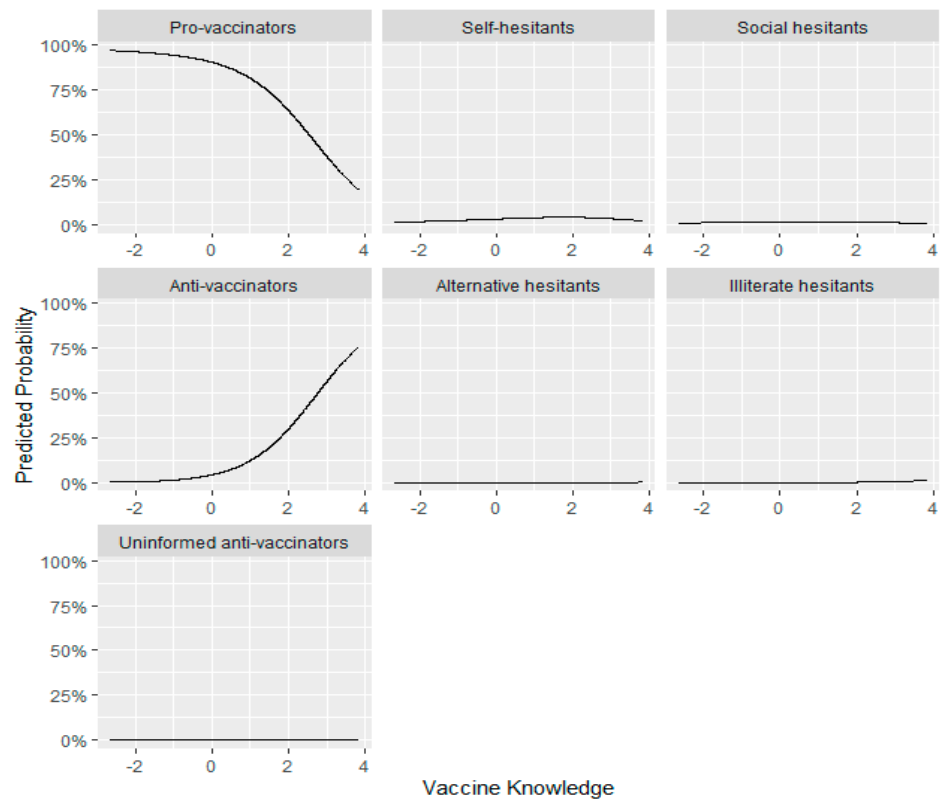 Pro-vaccinators Self-hesitants Social hesitants
100%
75%
50%
25%
0%
-2 0 2 4 -2 0 2 4 -2 0 2 4
Anti-vaccinators Alternative hesitants Illiterate hesitants
100%
75%
50%
25%
0%
-2 0 2 4 -2 0 2 4 -2 0 2 4
Predicted Probability
Uninformed anti-vaccinators
100%
75%
50%
25%
0%
-2 0 2 4
Vaccine Knowledge